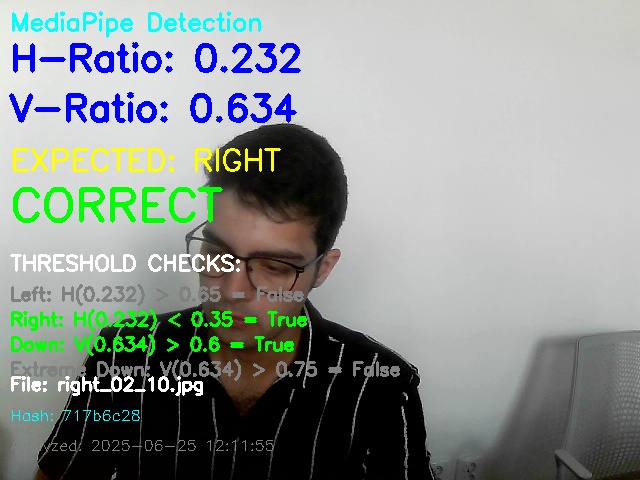 MediaPipe Detection
H-Ratio: 0.232
V-Ratio: 0.634
EXPECTED: RIGHT
CORRECT
THRESHOLD CHECKS:
Left: H(0.232) > 0.65 = False
Right: H(0.232) < 0.35 = True
Down: V(0.634) > 0.6 = True
Extreme Down: V(0.634) > 0.75 = False
File: right_02_10.jpg
Hash: 717b6c28
yzed: 2025-06-25 12:11:55